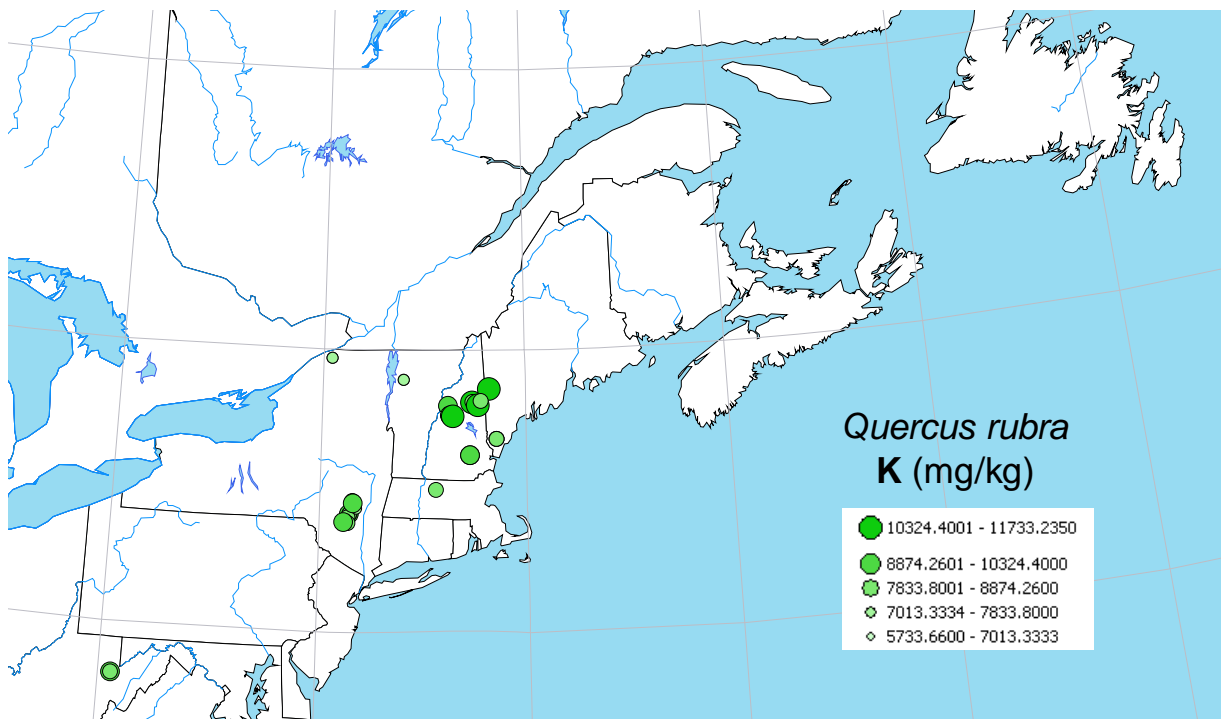 Quercus rubra
K (mg/kg)
10324.4001 - 11733.2350
8874.2601 - 10324.4000
7833.8001 - 8874.2600
7013.3334 - 7833.8000
5733.6600 - 7013.3333